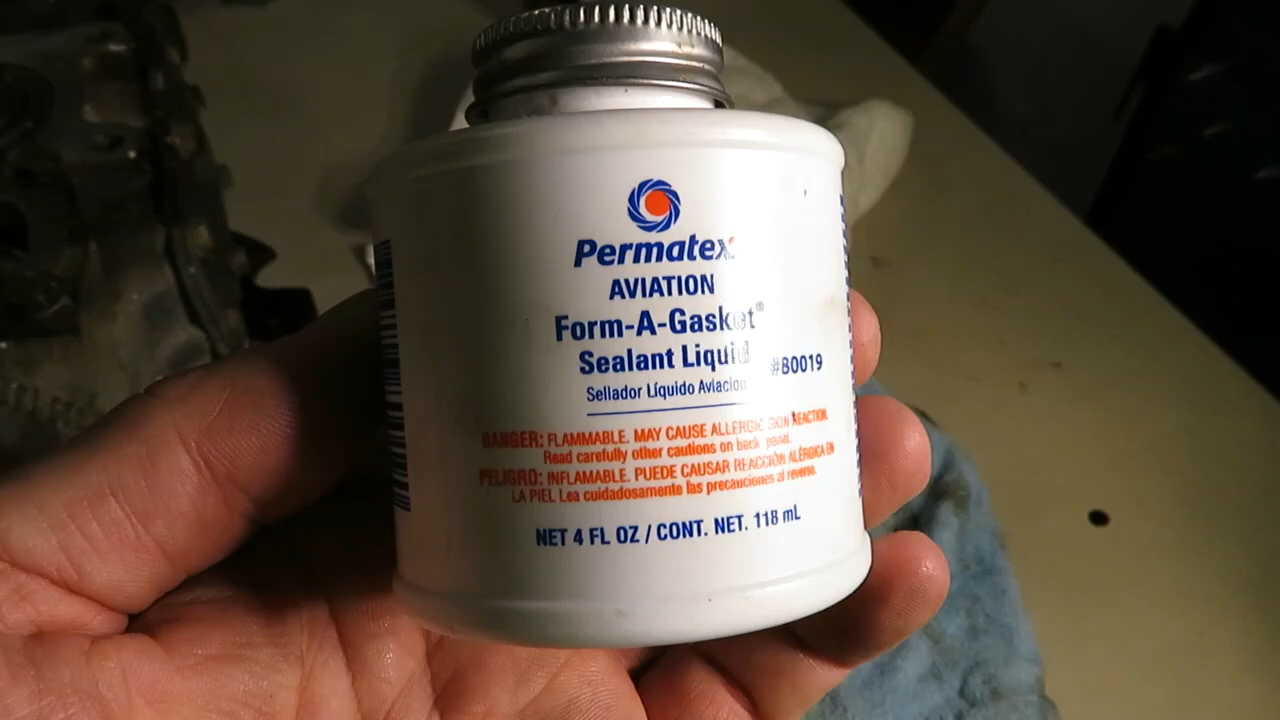 Permatex
AVIATION
Form-A-Gasket®
Sealant Liquid
#80019
Sellador Líquido Aviacion
DANGER: FLAMMABLE. MAY CAUSE ALLERGIC SKIN REACTION.
Read carefully other cautions on back panel.
PELIGRO: INFLAMABLE. PUEDE CAUSAR REACCIÓN ALÉRGICA EN
LA PIEL Lea cuidadosamente las precauciones al reverso.
NET 4 FL OZ / CONT. NET. 118 mL